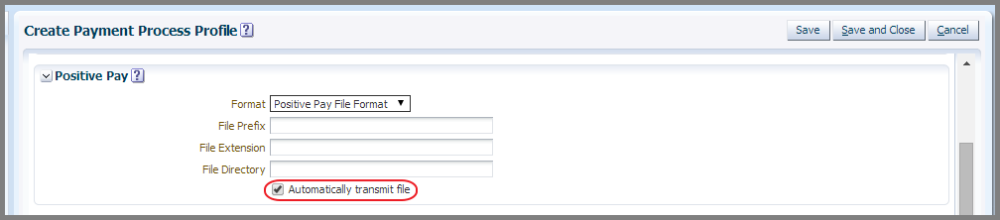 Create Payment Process Profile ?
Save Save and Close Cancel
Positive Pay ?
Format Positive Pay File Format
File Prefix
File Extension
File Directory
Automatically transmit file